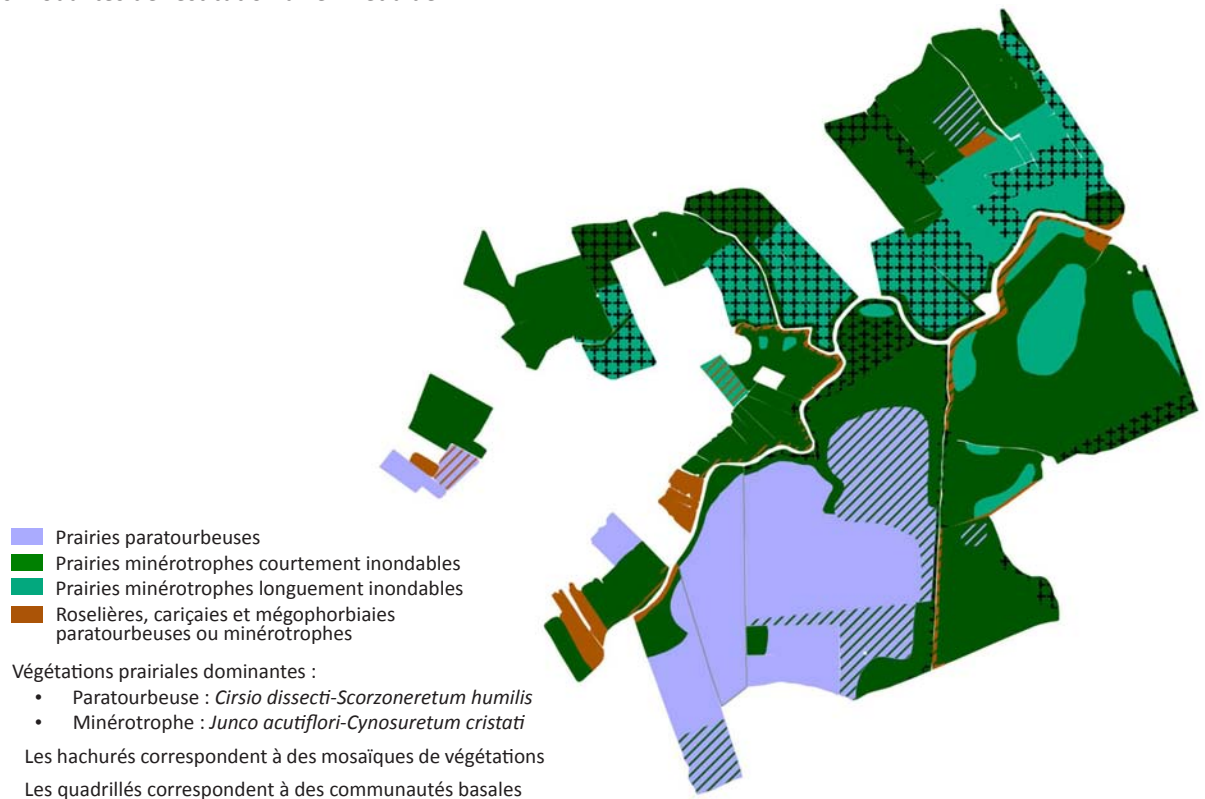 Prairies paratourbeuses
Prairies minérotrophes courtement inondables
Prairies minérotrophes longuement inondables
Roselières, cariçaies et mégophorbiaies
paratourbeuses ou minérotrophes
Végétations prairiales dominantes :
• Paratourbeuse : Cirsio dissecti-Scorzoneretum humilis
• Minérotrophe : Junco acutiflori-Cynosuretum cristati
Les hachurés correspondent à des mosaïques de végétations
Les quadrillés correspondent à des communautés basales